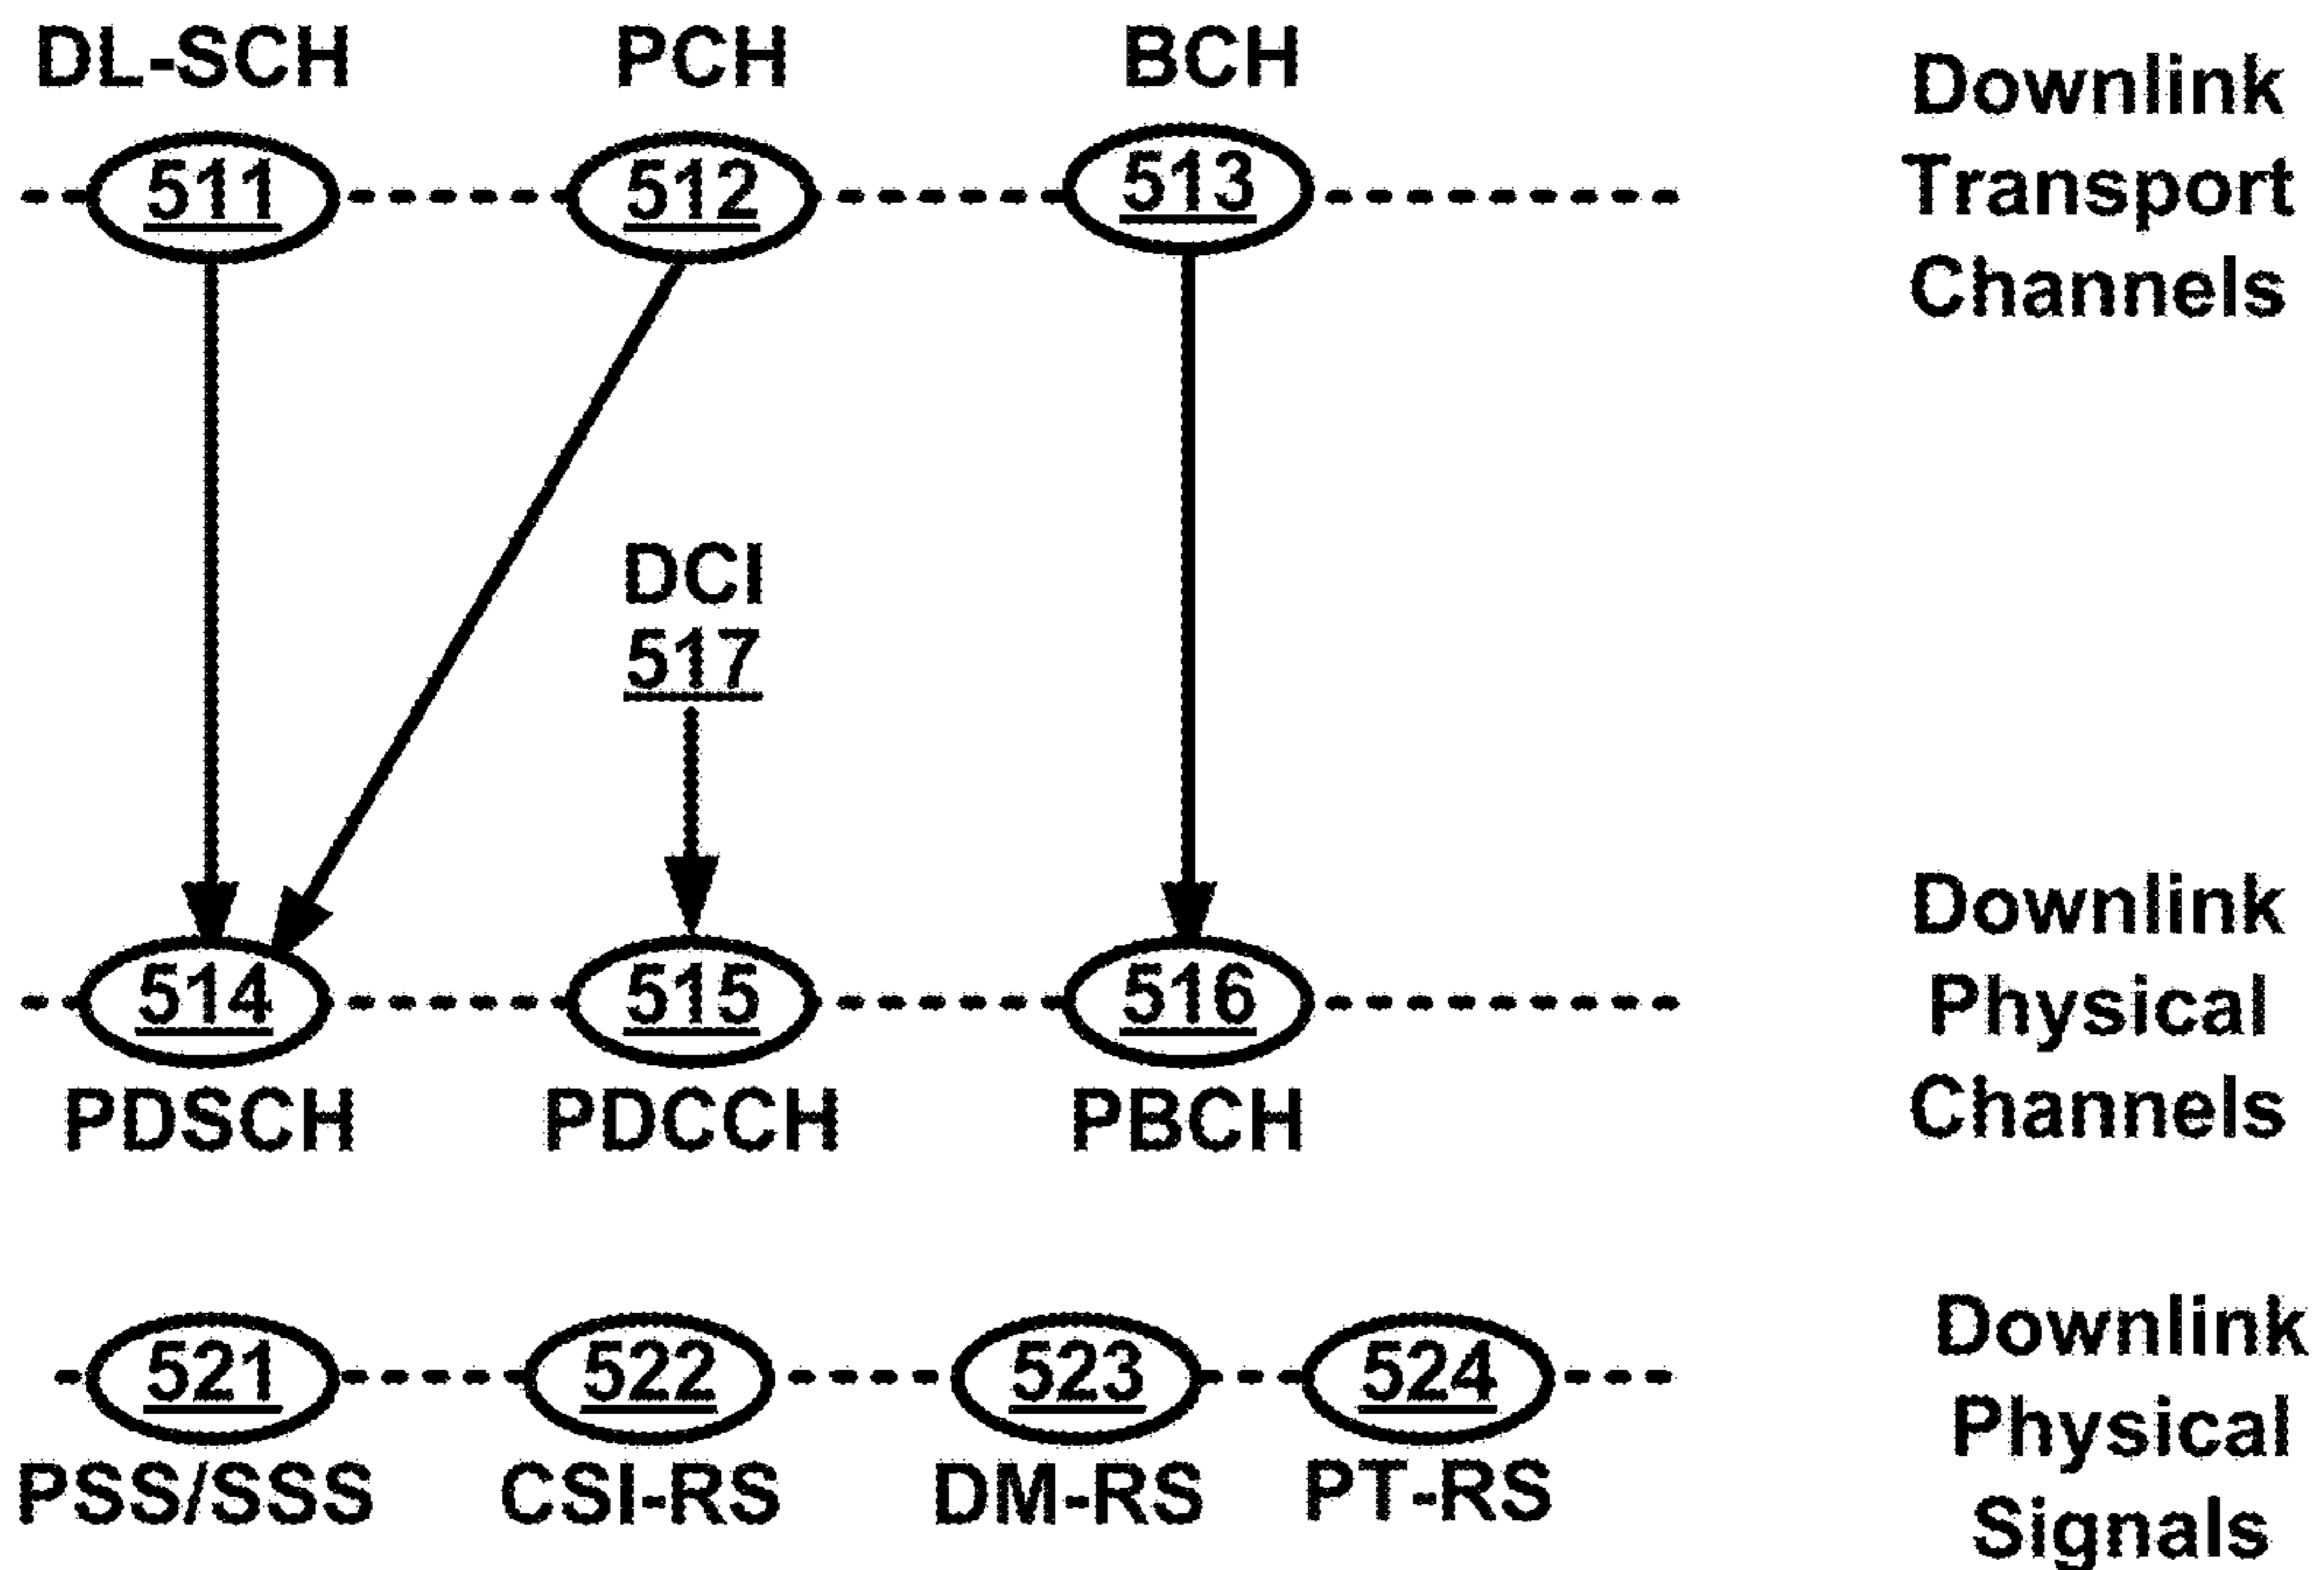 DL-SCH
PCH
BCH
511
512
513
Downlink
Transport
Channels
DCI
517
514
515
516
PDSCH
PDCCH
PBCH
Downlink
Physical
Channels
521
522
523
524
PSS/SSS
CSI-RS
DM-RS
PT-RS
Downlink
Physical
Signals